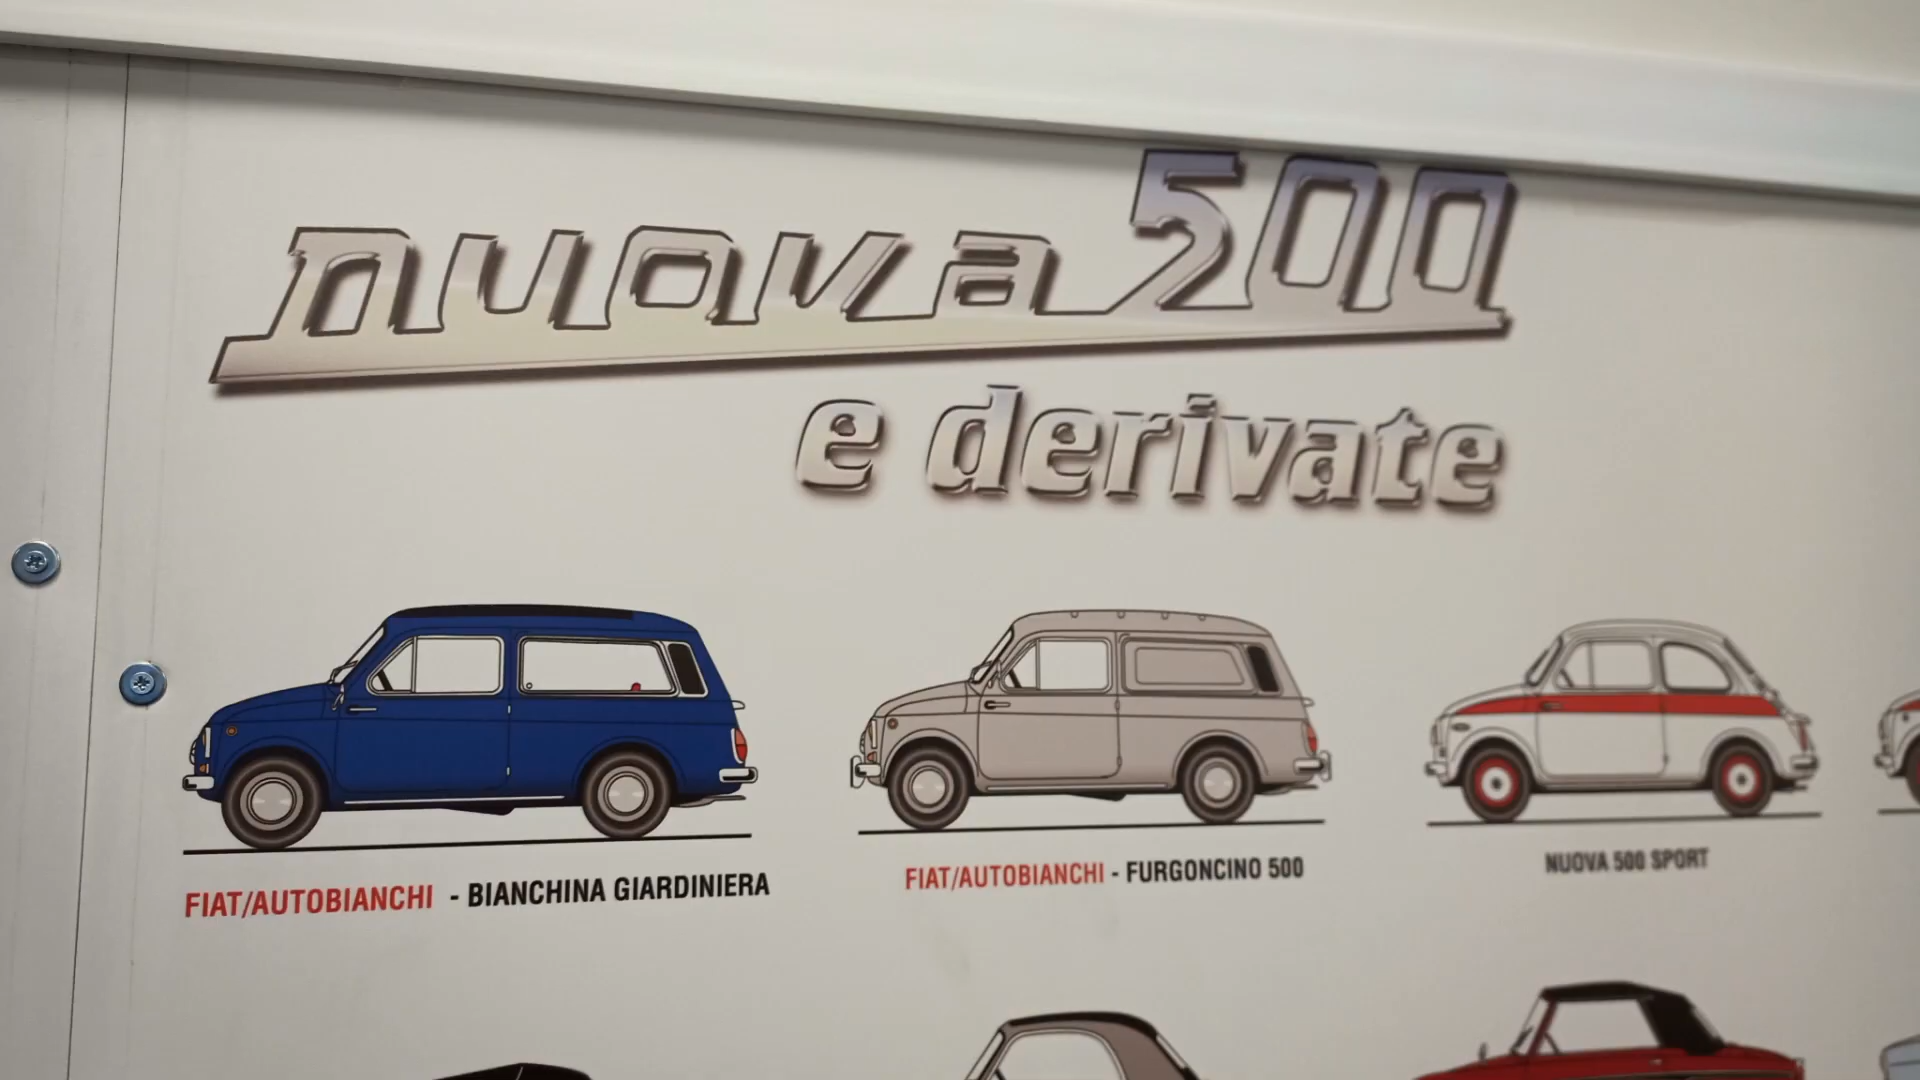 nuova 500
e derivate
FIAT/AUTOBIANCHI - BIANCHINA GIARDINIERA
FIAT/AUTOBIANCHI - FURGONCINO 500
NUOVA 500 SPORT